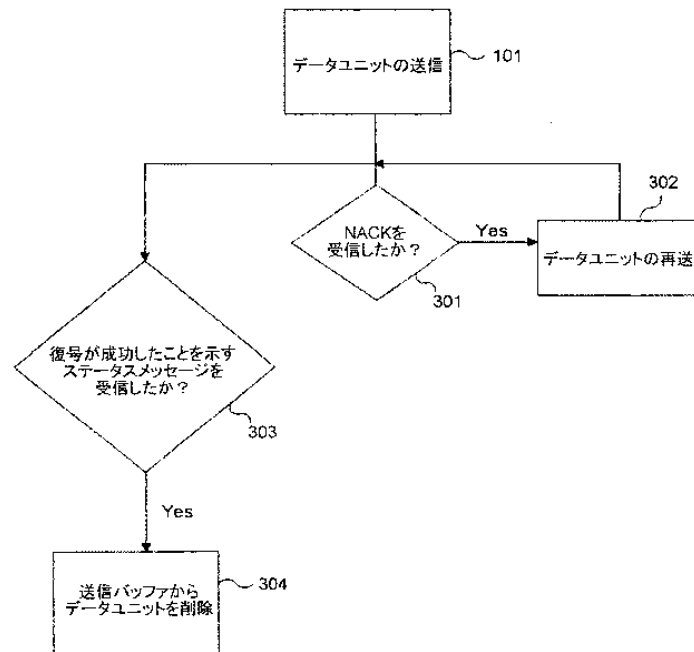 データユニットの送信
101
NACKを
受信したか？
Yes
301
302
データユニットの再送
復号が成功したことを示す
ステータスメッセージを
受信したか？
303
Yes
送信バッファから
データユニットを削除
304